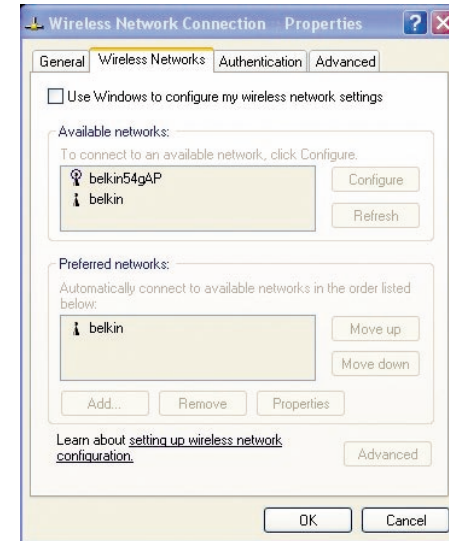 Wireless Network Connection Properties
General Wireless Networks Authentication Advanced
Use Windows to configure my wireless network settings
Available networks:
To connect to an available network, click Configure.
belkin54gAP
belkin
Configure
Refresh
Preferred networks:
Automatically connect to available networks in the order listed
below:
belkin
Move up
Move down
Add... Remove Properties
Learn about setting up wireless network
configuration.
Advanced
OK Cancel